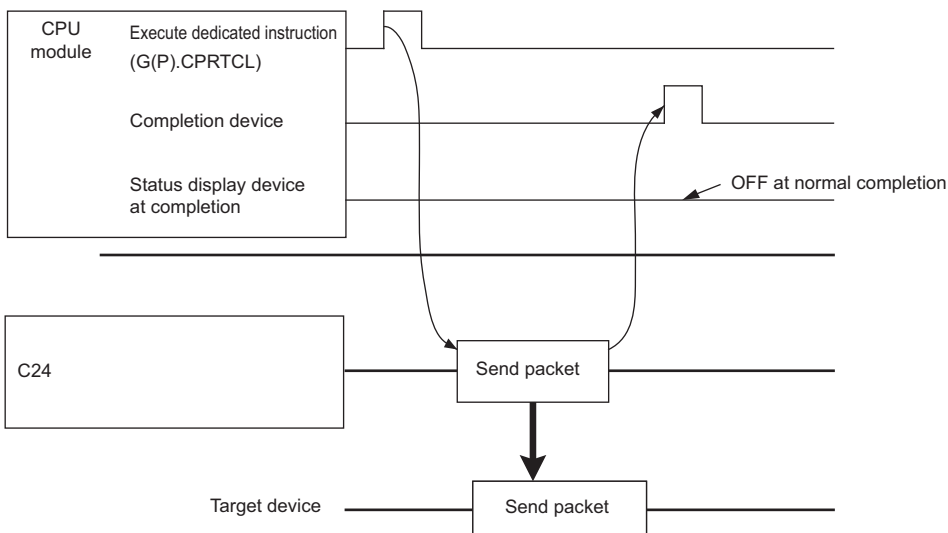 CPU
module
Execute dedicated instruction
(G(P).CPRTCL)
Completion device
Status display device
at completion
OFF at normal completion
C24
Send packet
Target device
Send packet